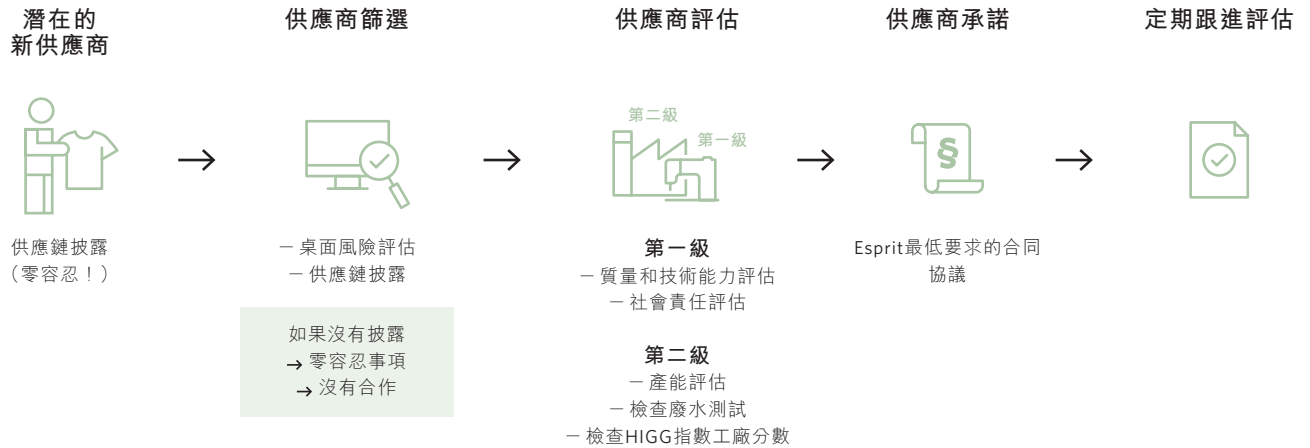 潛在的
新供應商
供應商篩選
供應商評估
供應商承諾
定期跟進評估
第二級
第一級
§
供應鏈披露
（零容忍！）
— 桌面風險評估
— 供應鏈披露
如果沒有披露
→ 零容忍事項
→ 沒有合作
第一級
— 質量和技術能力評估
— 社會責任評估
第二級
— 產能評估
— 檢查廢水測試
— 檢查HIGG指數工廠分數
Esprit最低要求的合同
協議